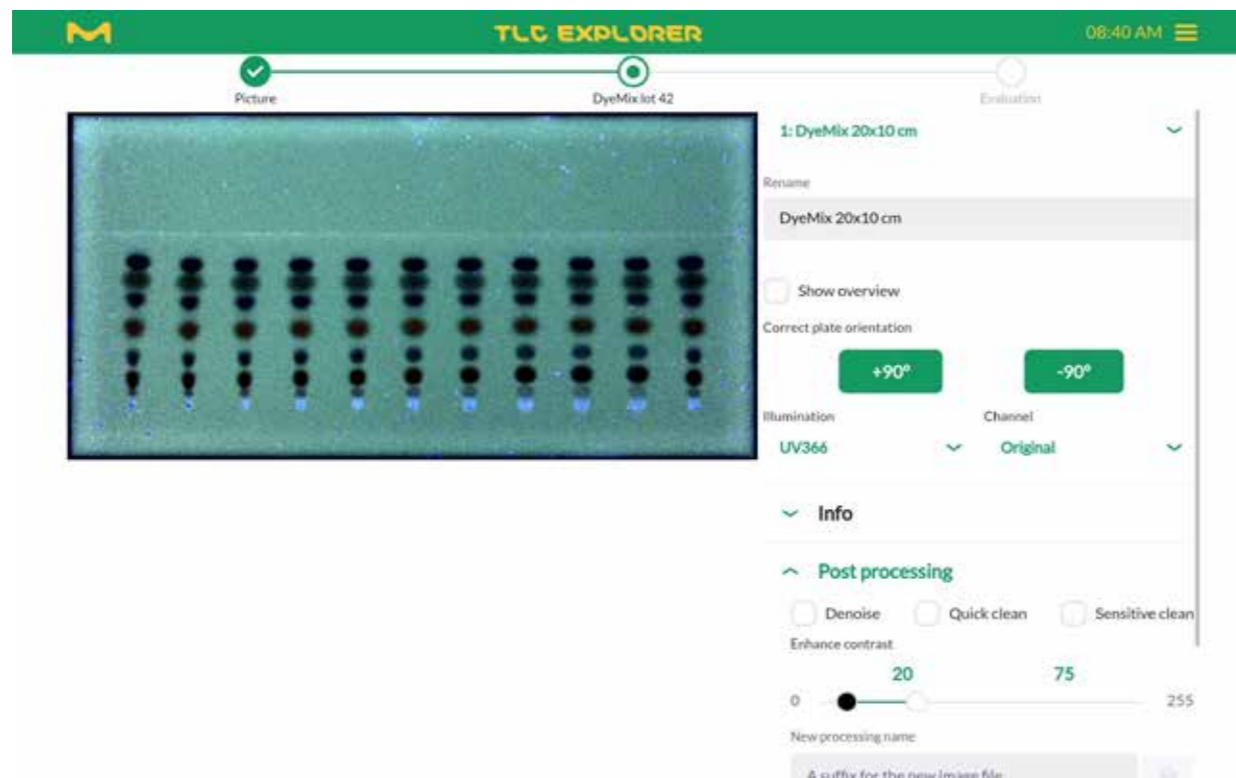 TLC EXPLORER
08:40 AM
Picture
DyeMix lot 42
Evaluation
1: DyeMix 20x10 cm
Rename
DyeMix 20x10 cm
Show overview
Correct plate orientation
+90°
-90°
Illumination
Channel
UV366
Original
Info
Post processing
Denoise
Quick clean
Sensitive clean
Enhance contrast
20
75
0
255
New processing name
A suffix for the new image file